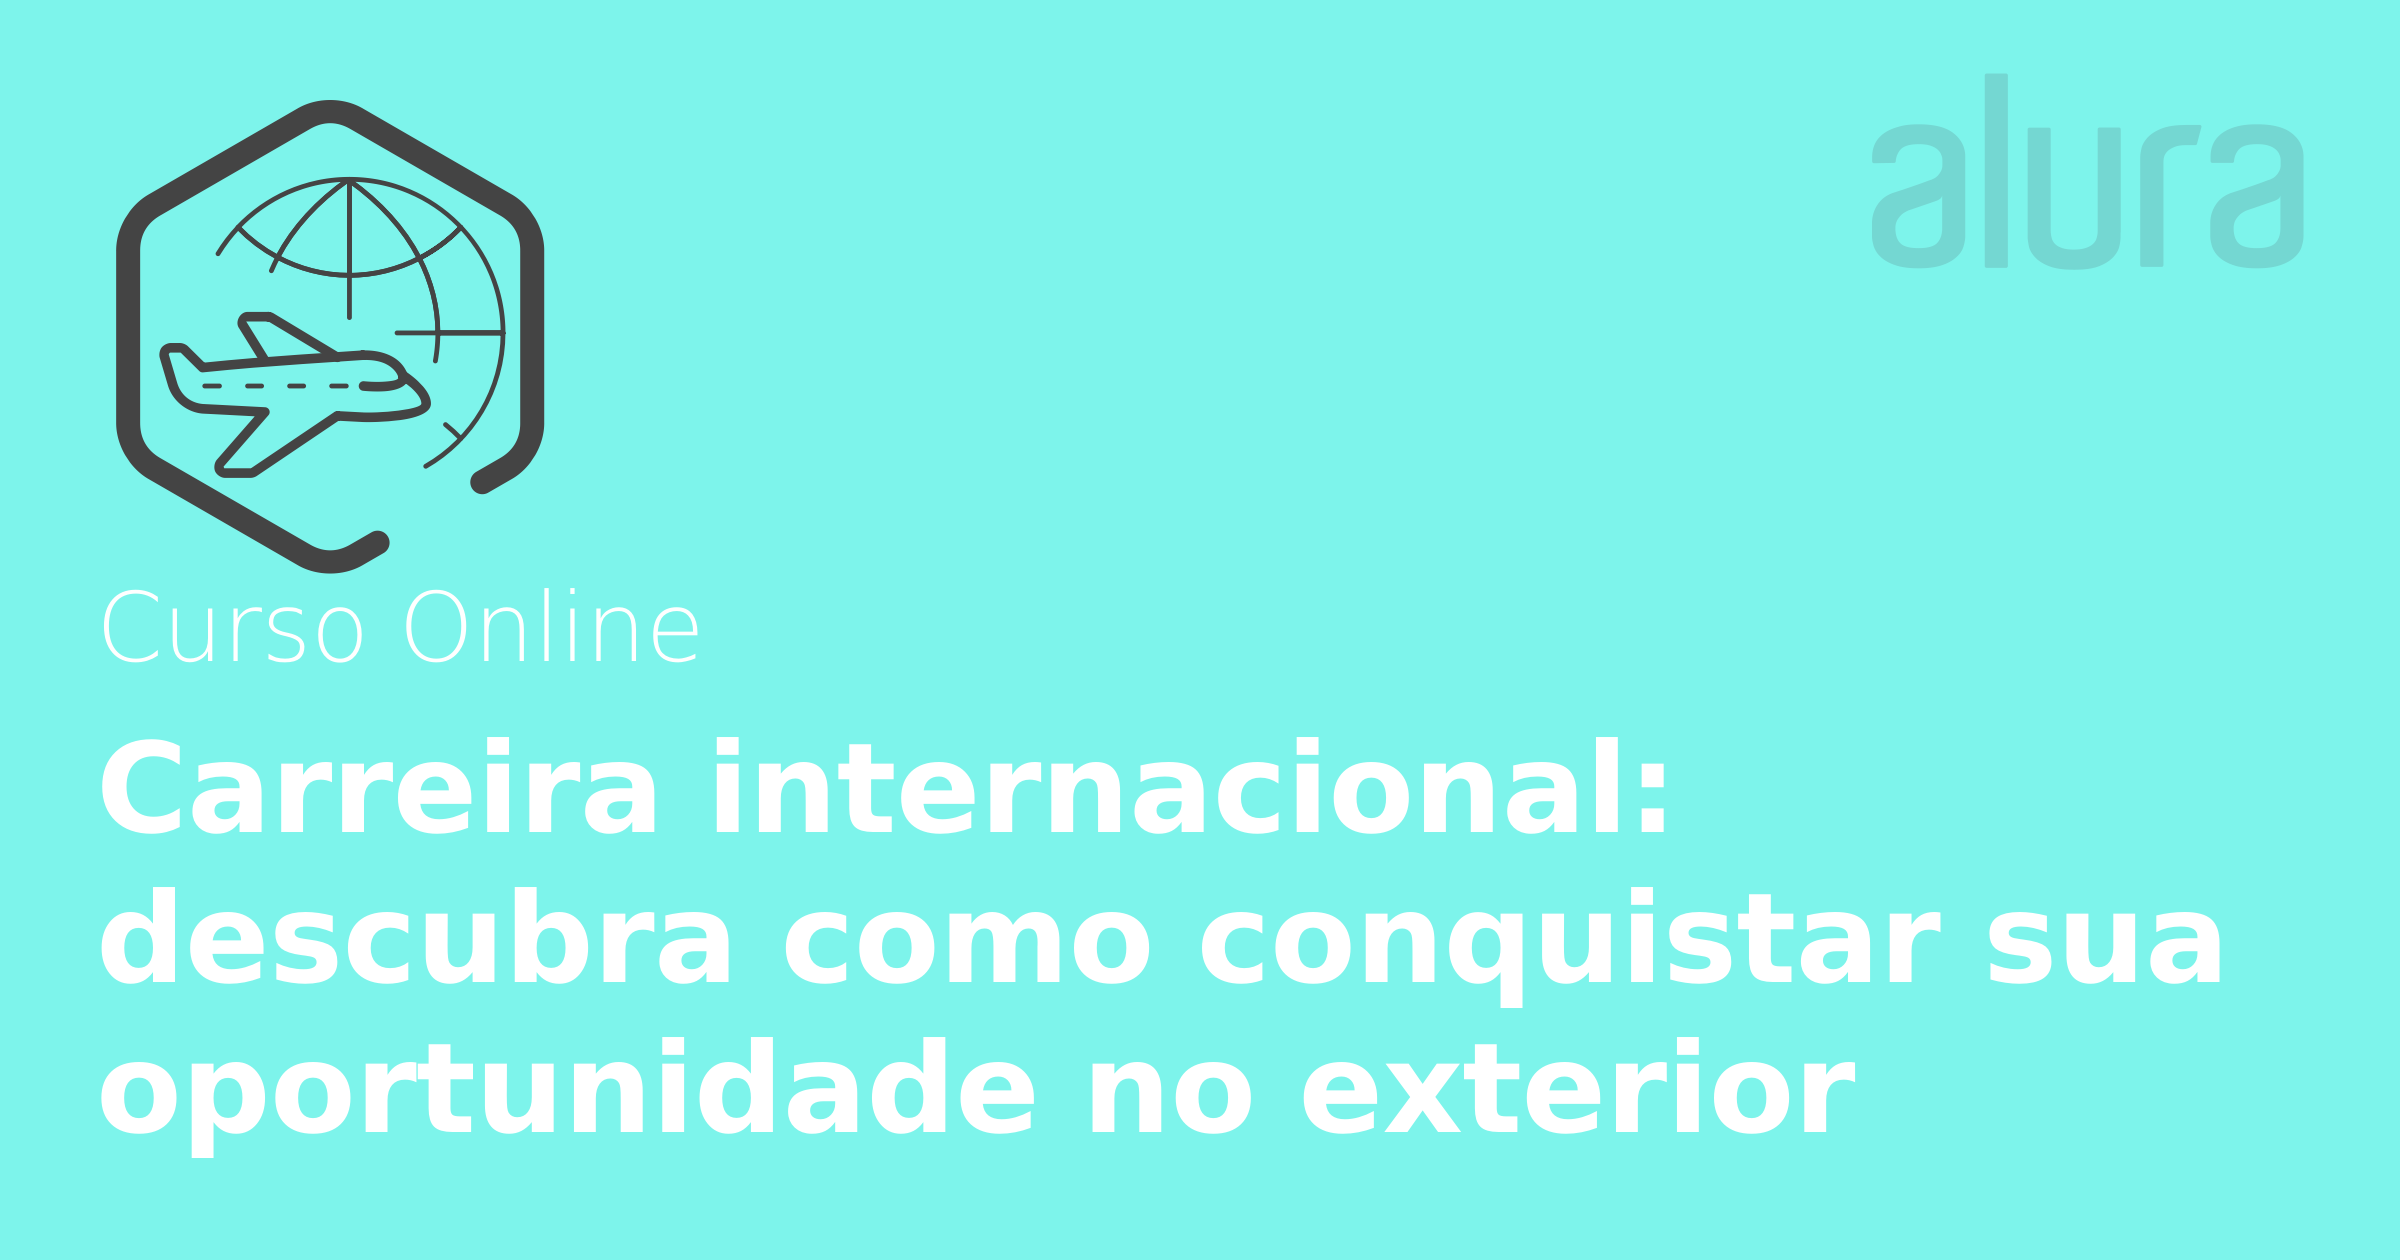 alura
Curso Online
Carreira internacional:
descubra como conquistar sua
oportunidade no exterior